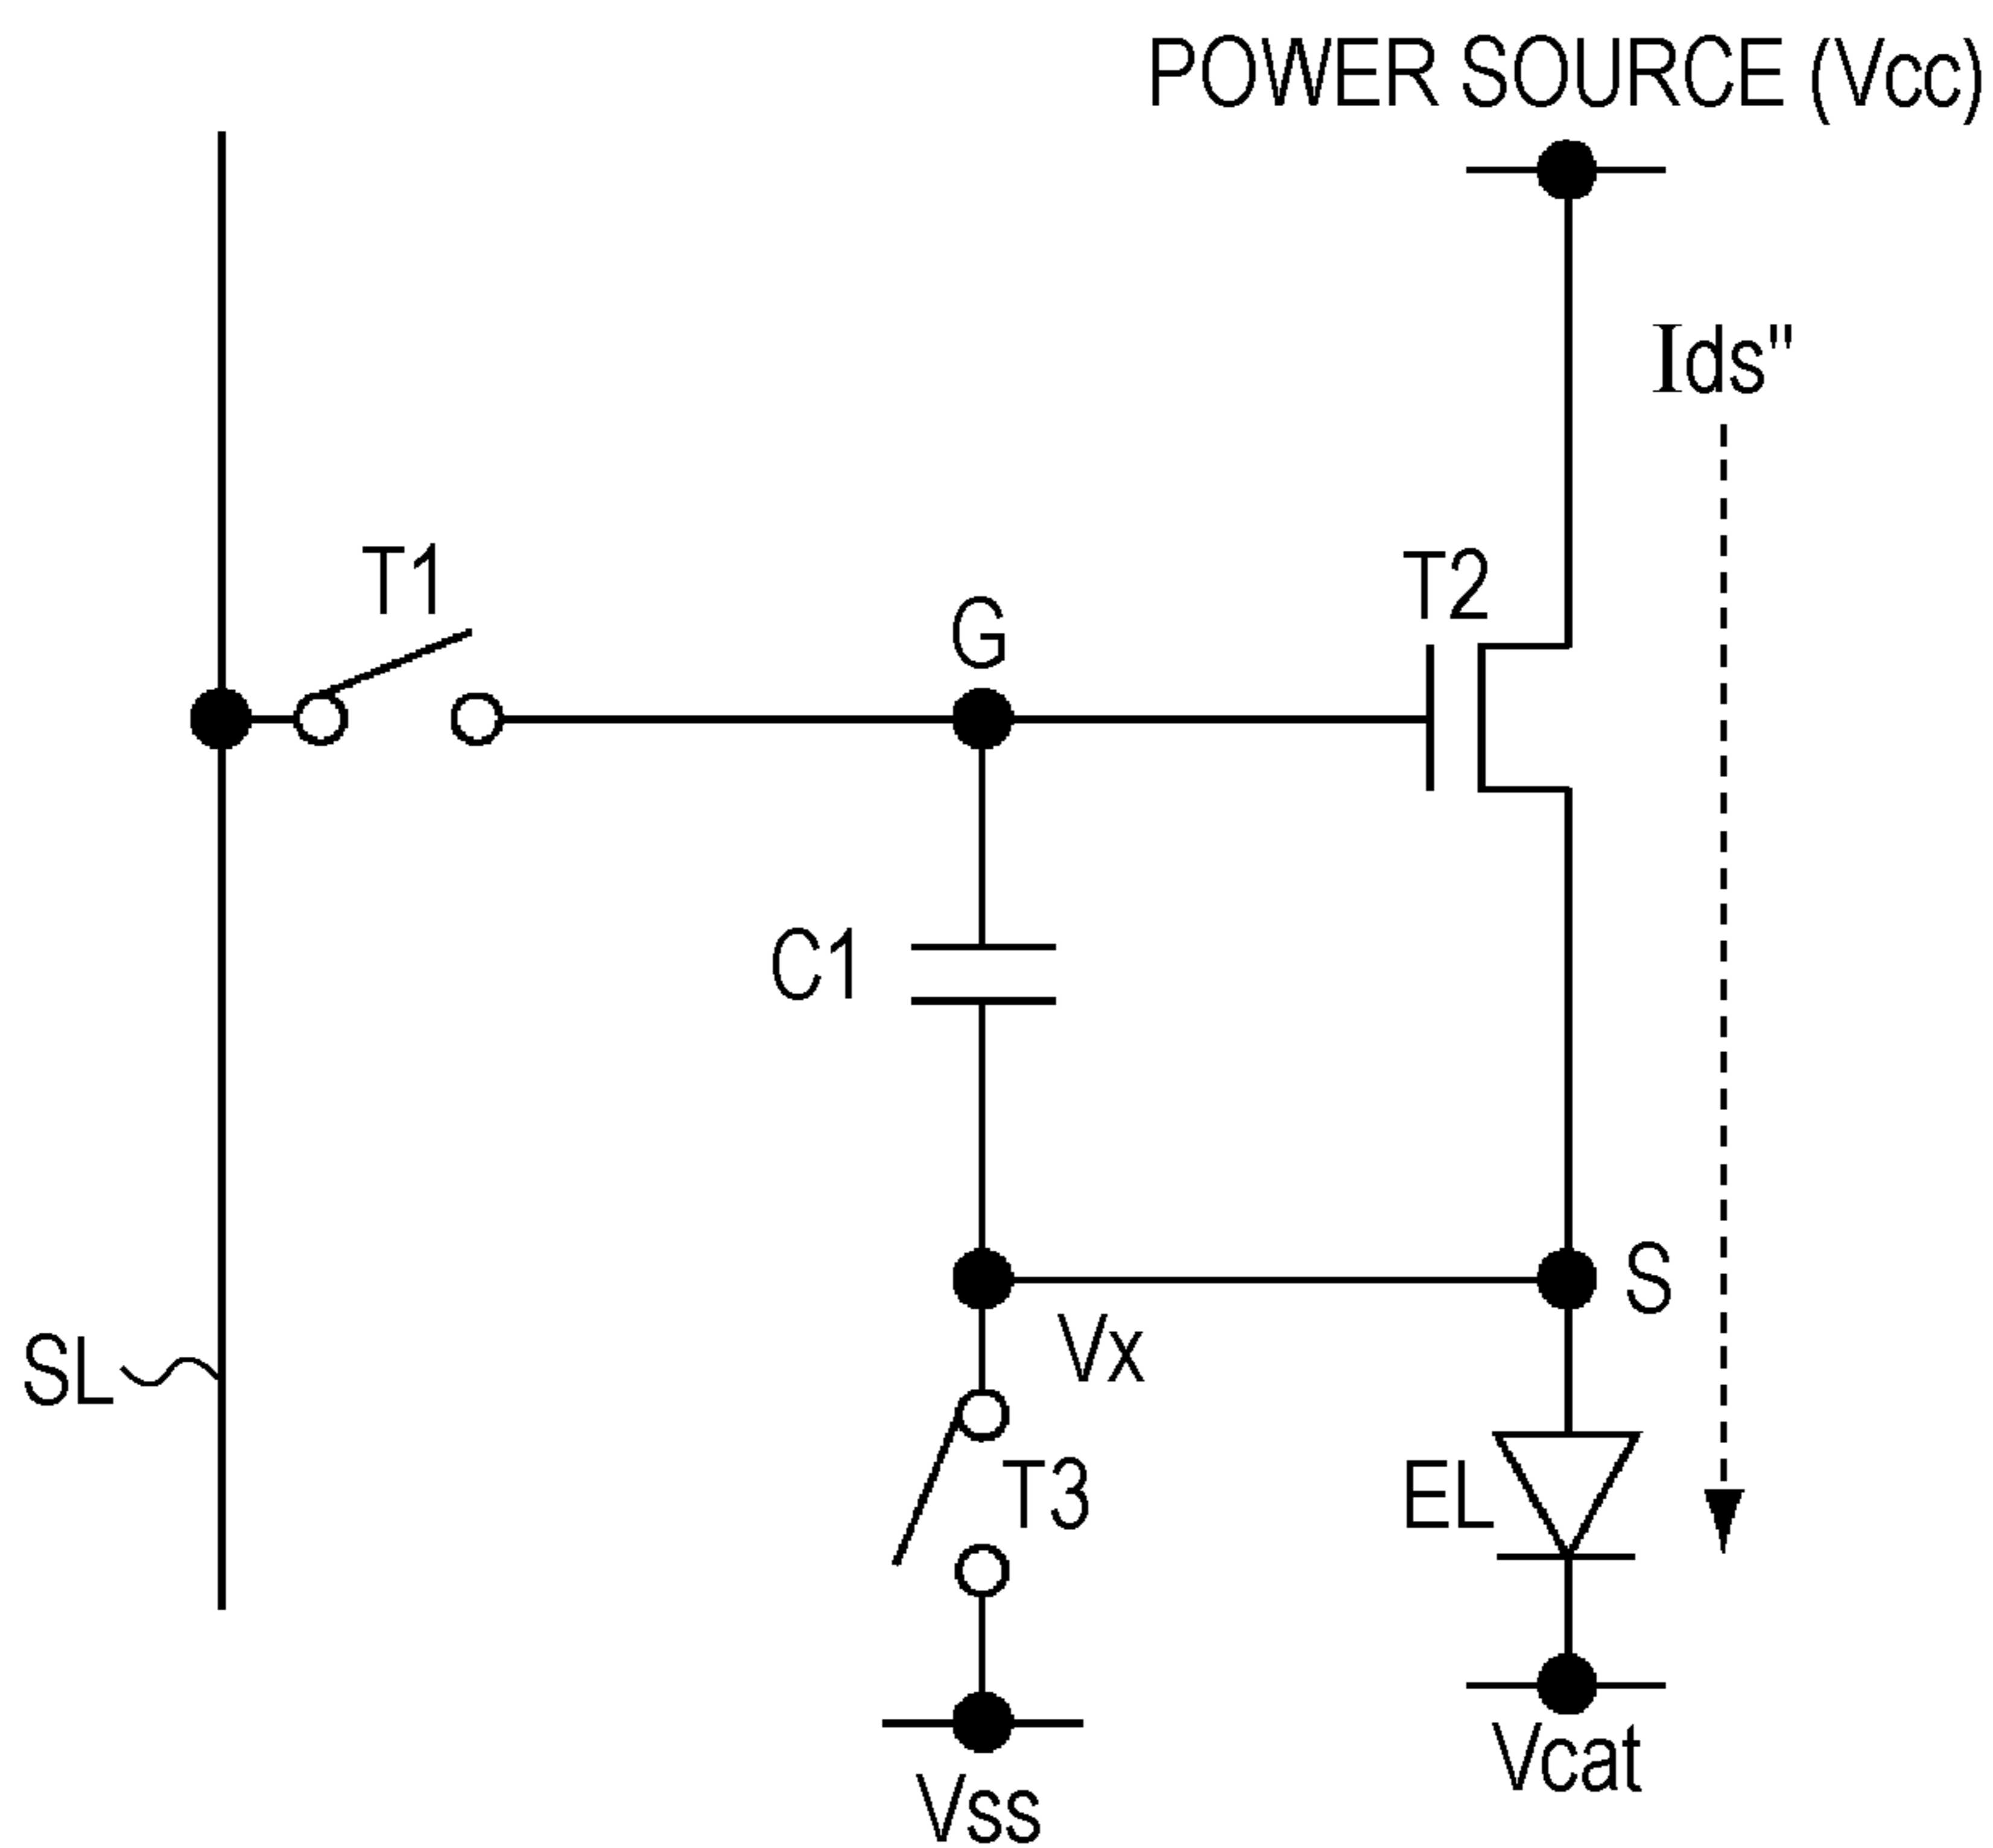 POWER SOURCE (Vcc)
Ids"
T1
T2
G
C1
S
Vx
SL
T3
EL
Vcat
Vss